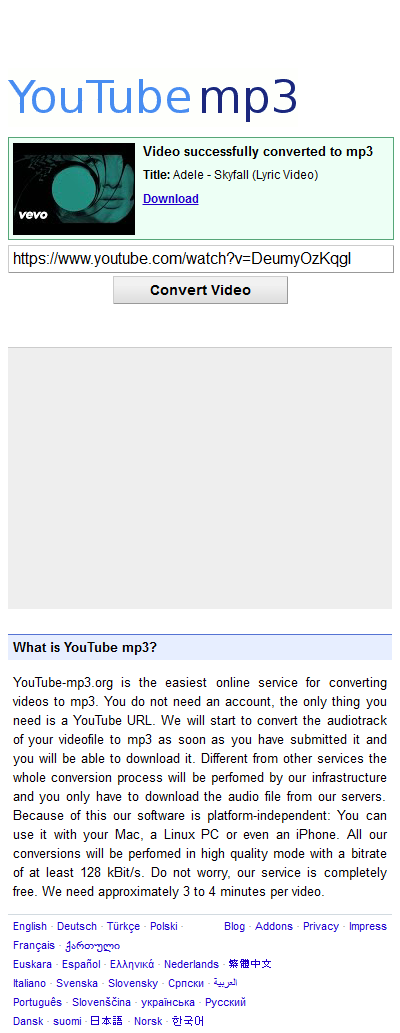 YouTube mp3
Video successfully converted to mp3
vevo
Title: Adele - Skyfall (Lyric Video)
Download
https://www.youtube.com/watch?v=DeumyOzKqgI
Convert Video
What is YouTube mp3?
YouTube-mp3.org is the easiest online service for converting
videos to mp3. You do not need an account, the only thing you
need is a YouTube URL. We will start to convert the audiotrack
of your videofile to mp3 as soon as you have submitted it and
you will be able to download it. Different from other services the
whole conversion process will be perfomed by our infrastructure
and you only have to download the audio file from our servers.
Because of this our software is platform-independent: You can
use it with your Mac, a Linux PC or even an iPhone. All our
conversions will be perfomed in high quality mode with a bitrate
of at least 128 kBit/s. Do not worry, our service is completely
free. We need approximately 3 to 4 minutes per video.
English · Deutsch · Türkçe · Polski · Blog · Addons · Privacy · Impress
Français · ქართული
Euskara · Español · Ελληνικά · Nederlands · 繁體中文
Italiano · Svenska · Slovensky · Српски · العربية
Português · Slovenščina · українська · Русский
Dansk · suomi · 日本語 · Norsk · 한국어